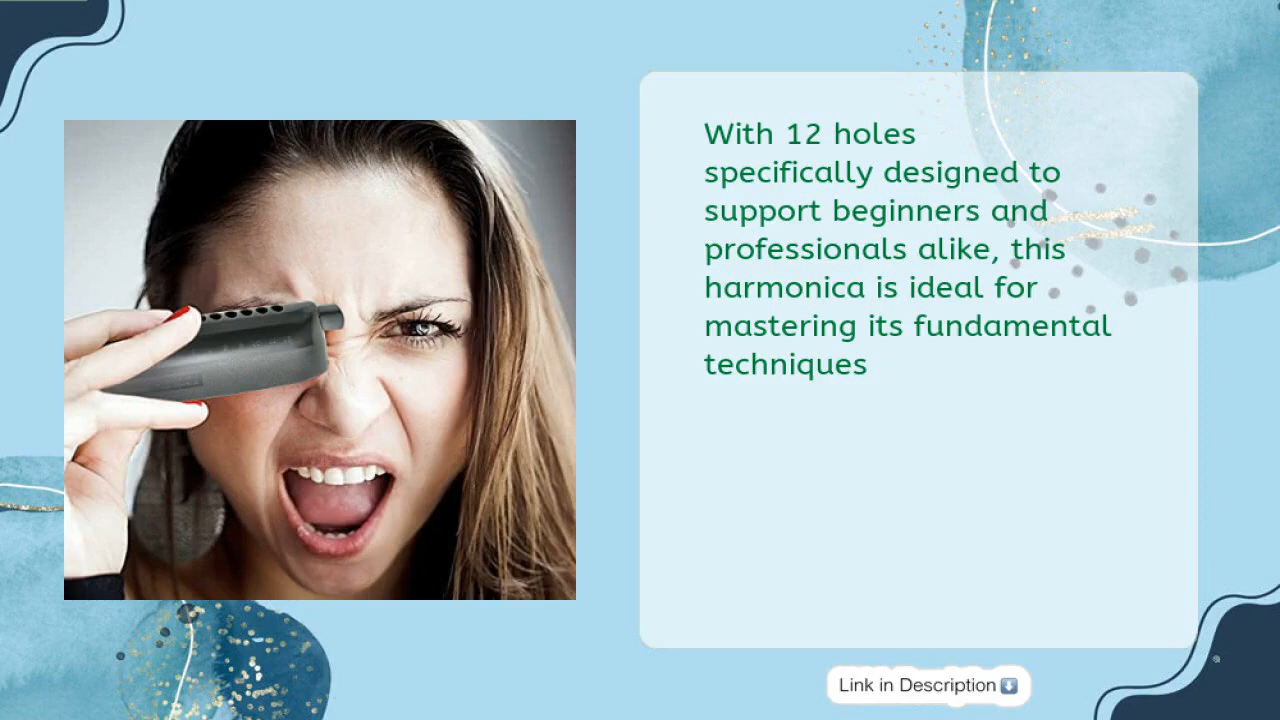 With 12 holes
specifically designed to
support beginners and
professionals alike, this
harmonica is ideal for
mastering its fundamental
techniques
Link in Description